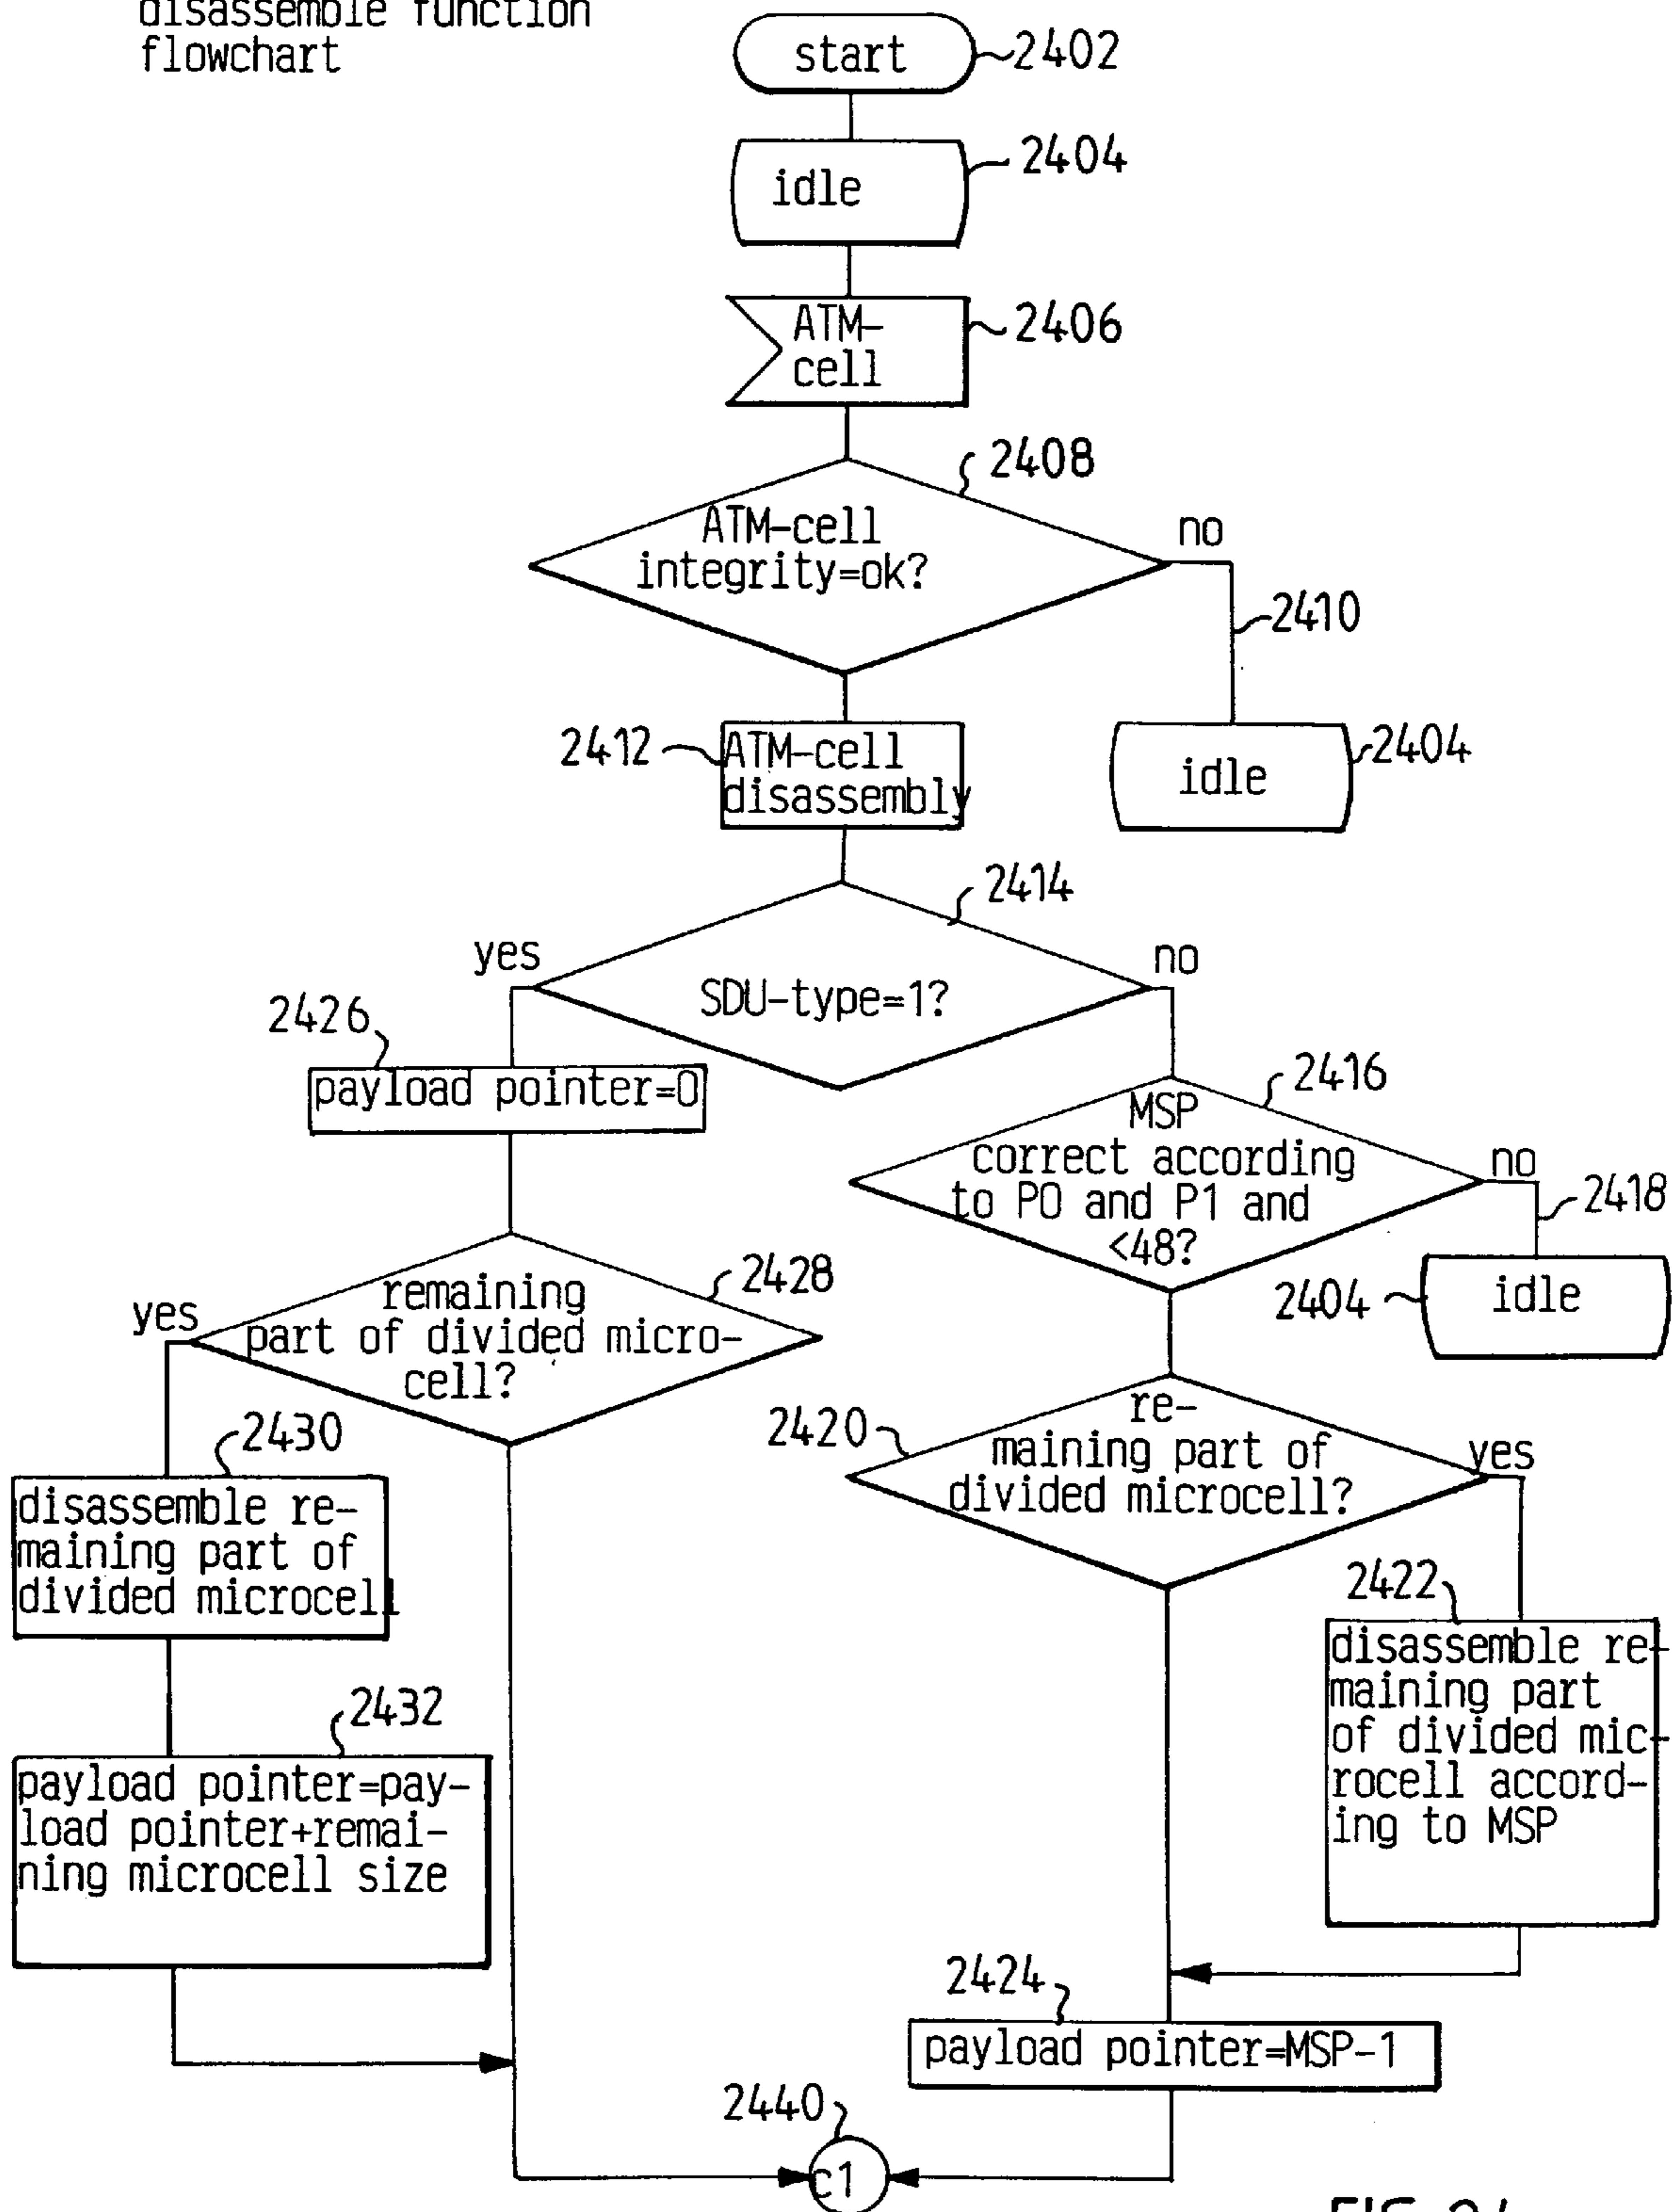 disassemble function
flowchart
start
2402
idle
2404
ATM-
cell
2406
2408
ATM-cell
integrity=ok?
no
2410
2412
ATM-cell
disassembly
idle
2404
2414
yes
no
SDU-type=1?
2426
payload pointer=0
2416
MSP
correct according
to P0 and P1 and
<48?
no
2418
2404
idle
2428
yes
remaining
part of divided micro-
cell?
2420
re-
maining part of
divided microcell?
yes
2430
disassemble re-
maining part of
divided microcell
2422
disassemble re-
maining part
of divided mic-
rocell accord-
ing to MSP
2432
payload pointer=pay-
load pointer+remai-
ning microcell size
2424
payload pointer=MSP-1
2440
c1